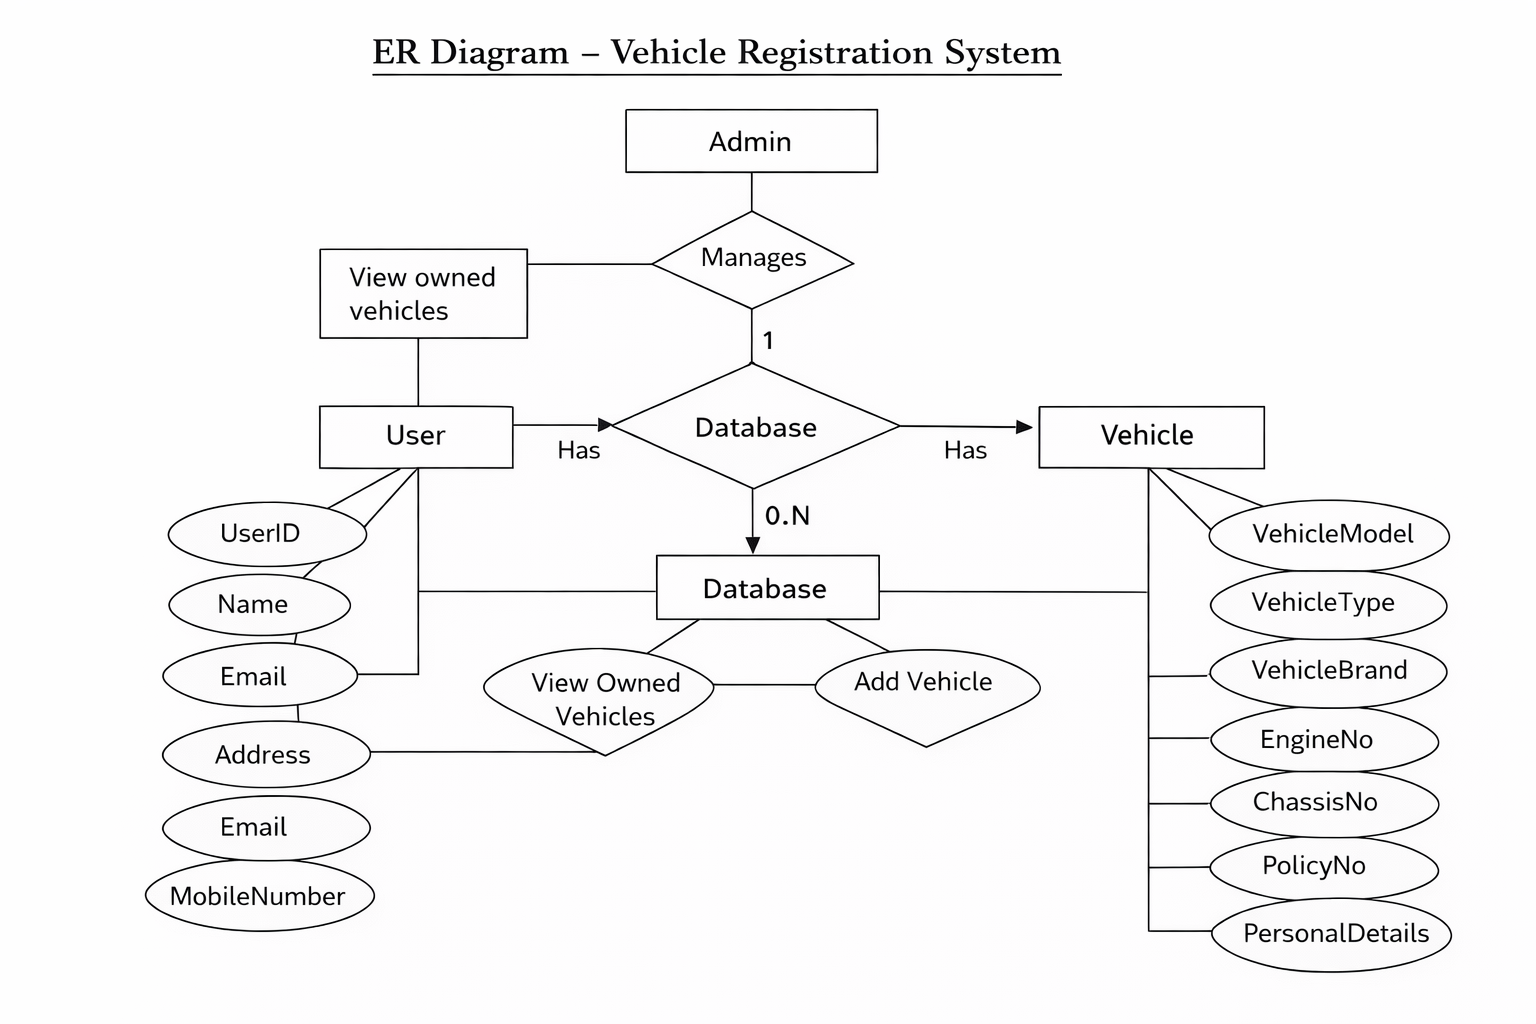 ER Diagram – Vehicle Registration System
Admin
Manages
View owned
vehicles
1
User
Has
Database
Has
Vehicle
0.N
Database
UserID
Name
Email
Address
Email
MobileNumber
View Owned
Vehicles
Add Vehicle
VehicleModel
VehicleType
VehicleBrand
EngineNo
ChassisNo
PolicyNo
PersonalDetails